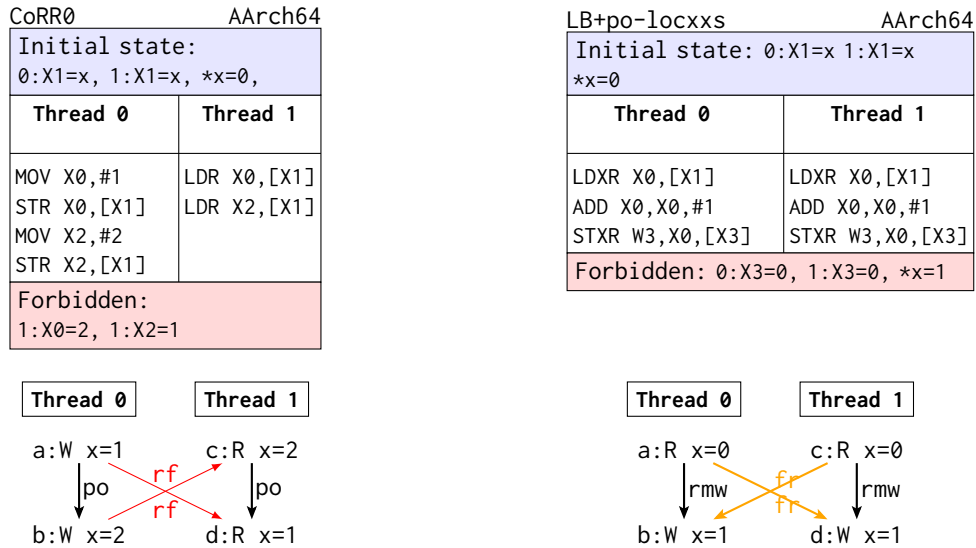 CoRR0 AArch64
Initial state:
0:X1=x, 1:X1=x, *x=0,
Thread 0 Thread 1
MOV X0,#1 LDR X0,[X1]
STR X0,[X1] LDR X2,[X1]
MOV X2,#2
STR X2,[X1]
Forbidden:
1:X0=2, 1:X2=1
Thread 0 Thread 1
a:W x=1 c:R x=2
rf
po po
rf
b:W x=2 d:R x=1
LB+po-locxxs AArch64
Initial state: 0:X1=x 1:X1=x
*x=0
Thread 0 Thread 1
LDXR X0,[X1] LDXR X0,[X1]
ADD X0,X0,#1 ADD X0,X0,#1
STXR W3,X0,[X3] STXR W3,X0,[X3]
Forbidden: 0:X3=0, 1:X3=0, *x=1
Thread 0 Thread 1
a:R x=0 c:R x=0
fr
rmw rmw
fr
b:W x=1 d:W x=1